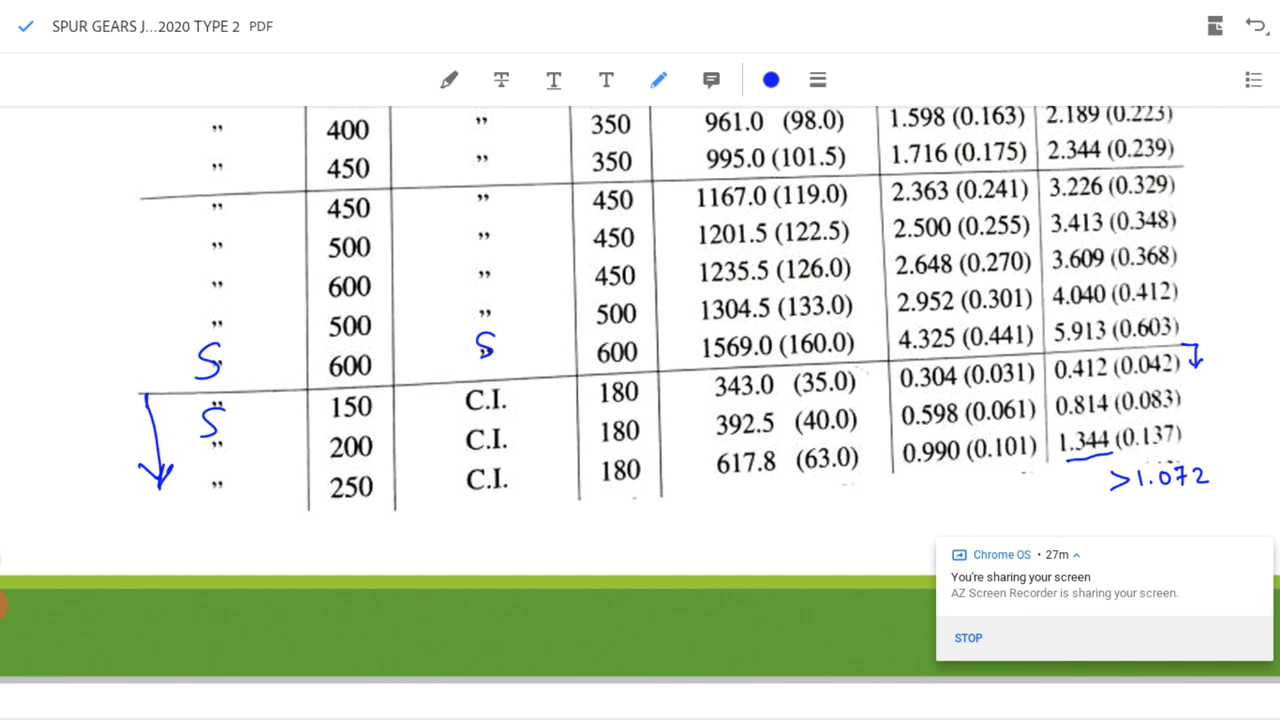 SPUR GEARS J...2020 TYPE 2 PDF
" 400 " 350 961.0 (98.0) 1.598 (0.163) 2.189 (0.223)
" 450 " 350 995.0 (101.5) 1.716 (0.175) 2.344 (0.239)
" 450 " 450 1167.0 (119.0) 2.363 (0.241) 3.226 (0.329)
" 500 " 450 1201.5 (122.5) 2.500 (0.255) 3.413 (0.348)
" 600 " 450 1235.5 (126.0) 2.648 (0.270) 3.609 (0.368)
" 500 " 500 1304.5 (133.0) 2.952 (0.301) 4.040 (0.412)
S 600 S 600 1569.0 (160.0) 4.325 (0.441) 5.913 (0.603)
" S 150 C.I. 180 343.0 (35.0) 0.304 (0.031) 0.412 (0.042)
" 200 C.I. 180 392.5 (40.0) 0.598 (0.061) 0.814 (0.083)
" 250 C.I. 180 617.8 (63.0) 0.990 (0.101) 1.344 (0.137)
>1.072
Chrome OS • 27m
You're sharing your screen
AZ Screen Recorder is sharing your screen.
STOP